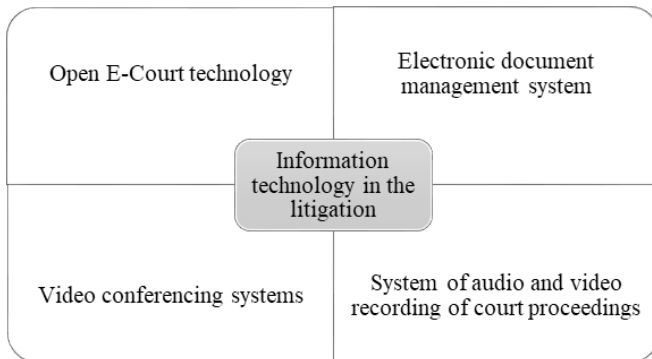 Open E-Court technology
Electronic document
management system
Information
technology in the
litigation
Video conferencing systems
System of audio and video
recording of court proceedings